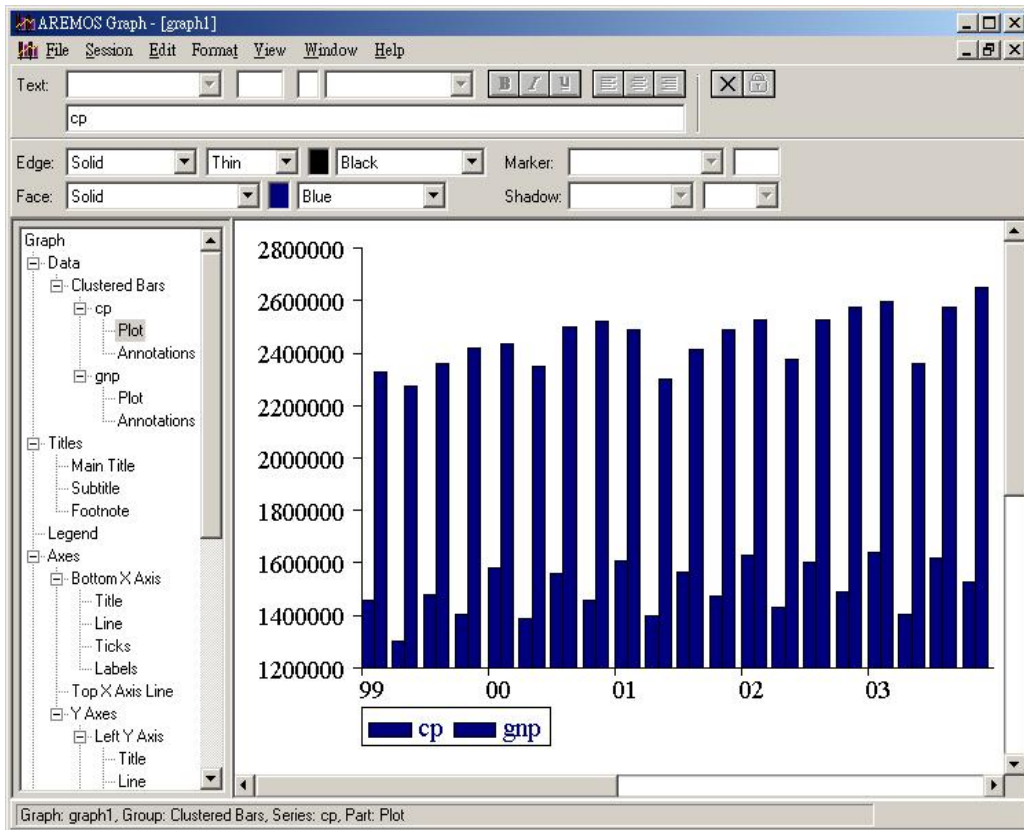 AREMOS Graph - [graph1]
File Session Edit Format View Window Help
Text:
B I U
cp
Edge: Solid Thin Black Marker:
Face: Solid Blue Shadow:
Graph
Data
Clustered Bars
cp
Plot
Annotations
gnp
Plot
Annotations
Titles
Main Title
Subtitle
Footnote
Legend
Axes
Bottom X Axis
Title
Line
Ticks
Labels
Top X Axis Line
Y Axes
Left Y Axis
Title
Line
2800000
2600000
2400000
2200000
2000000
1800000
1600000
1400000
1200000
99 00 01 02 03
cp gnp
Graph: graph1, Group: Clustered Bars, Series: cp, Part: Plot